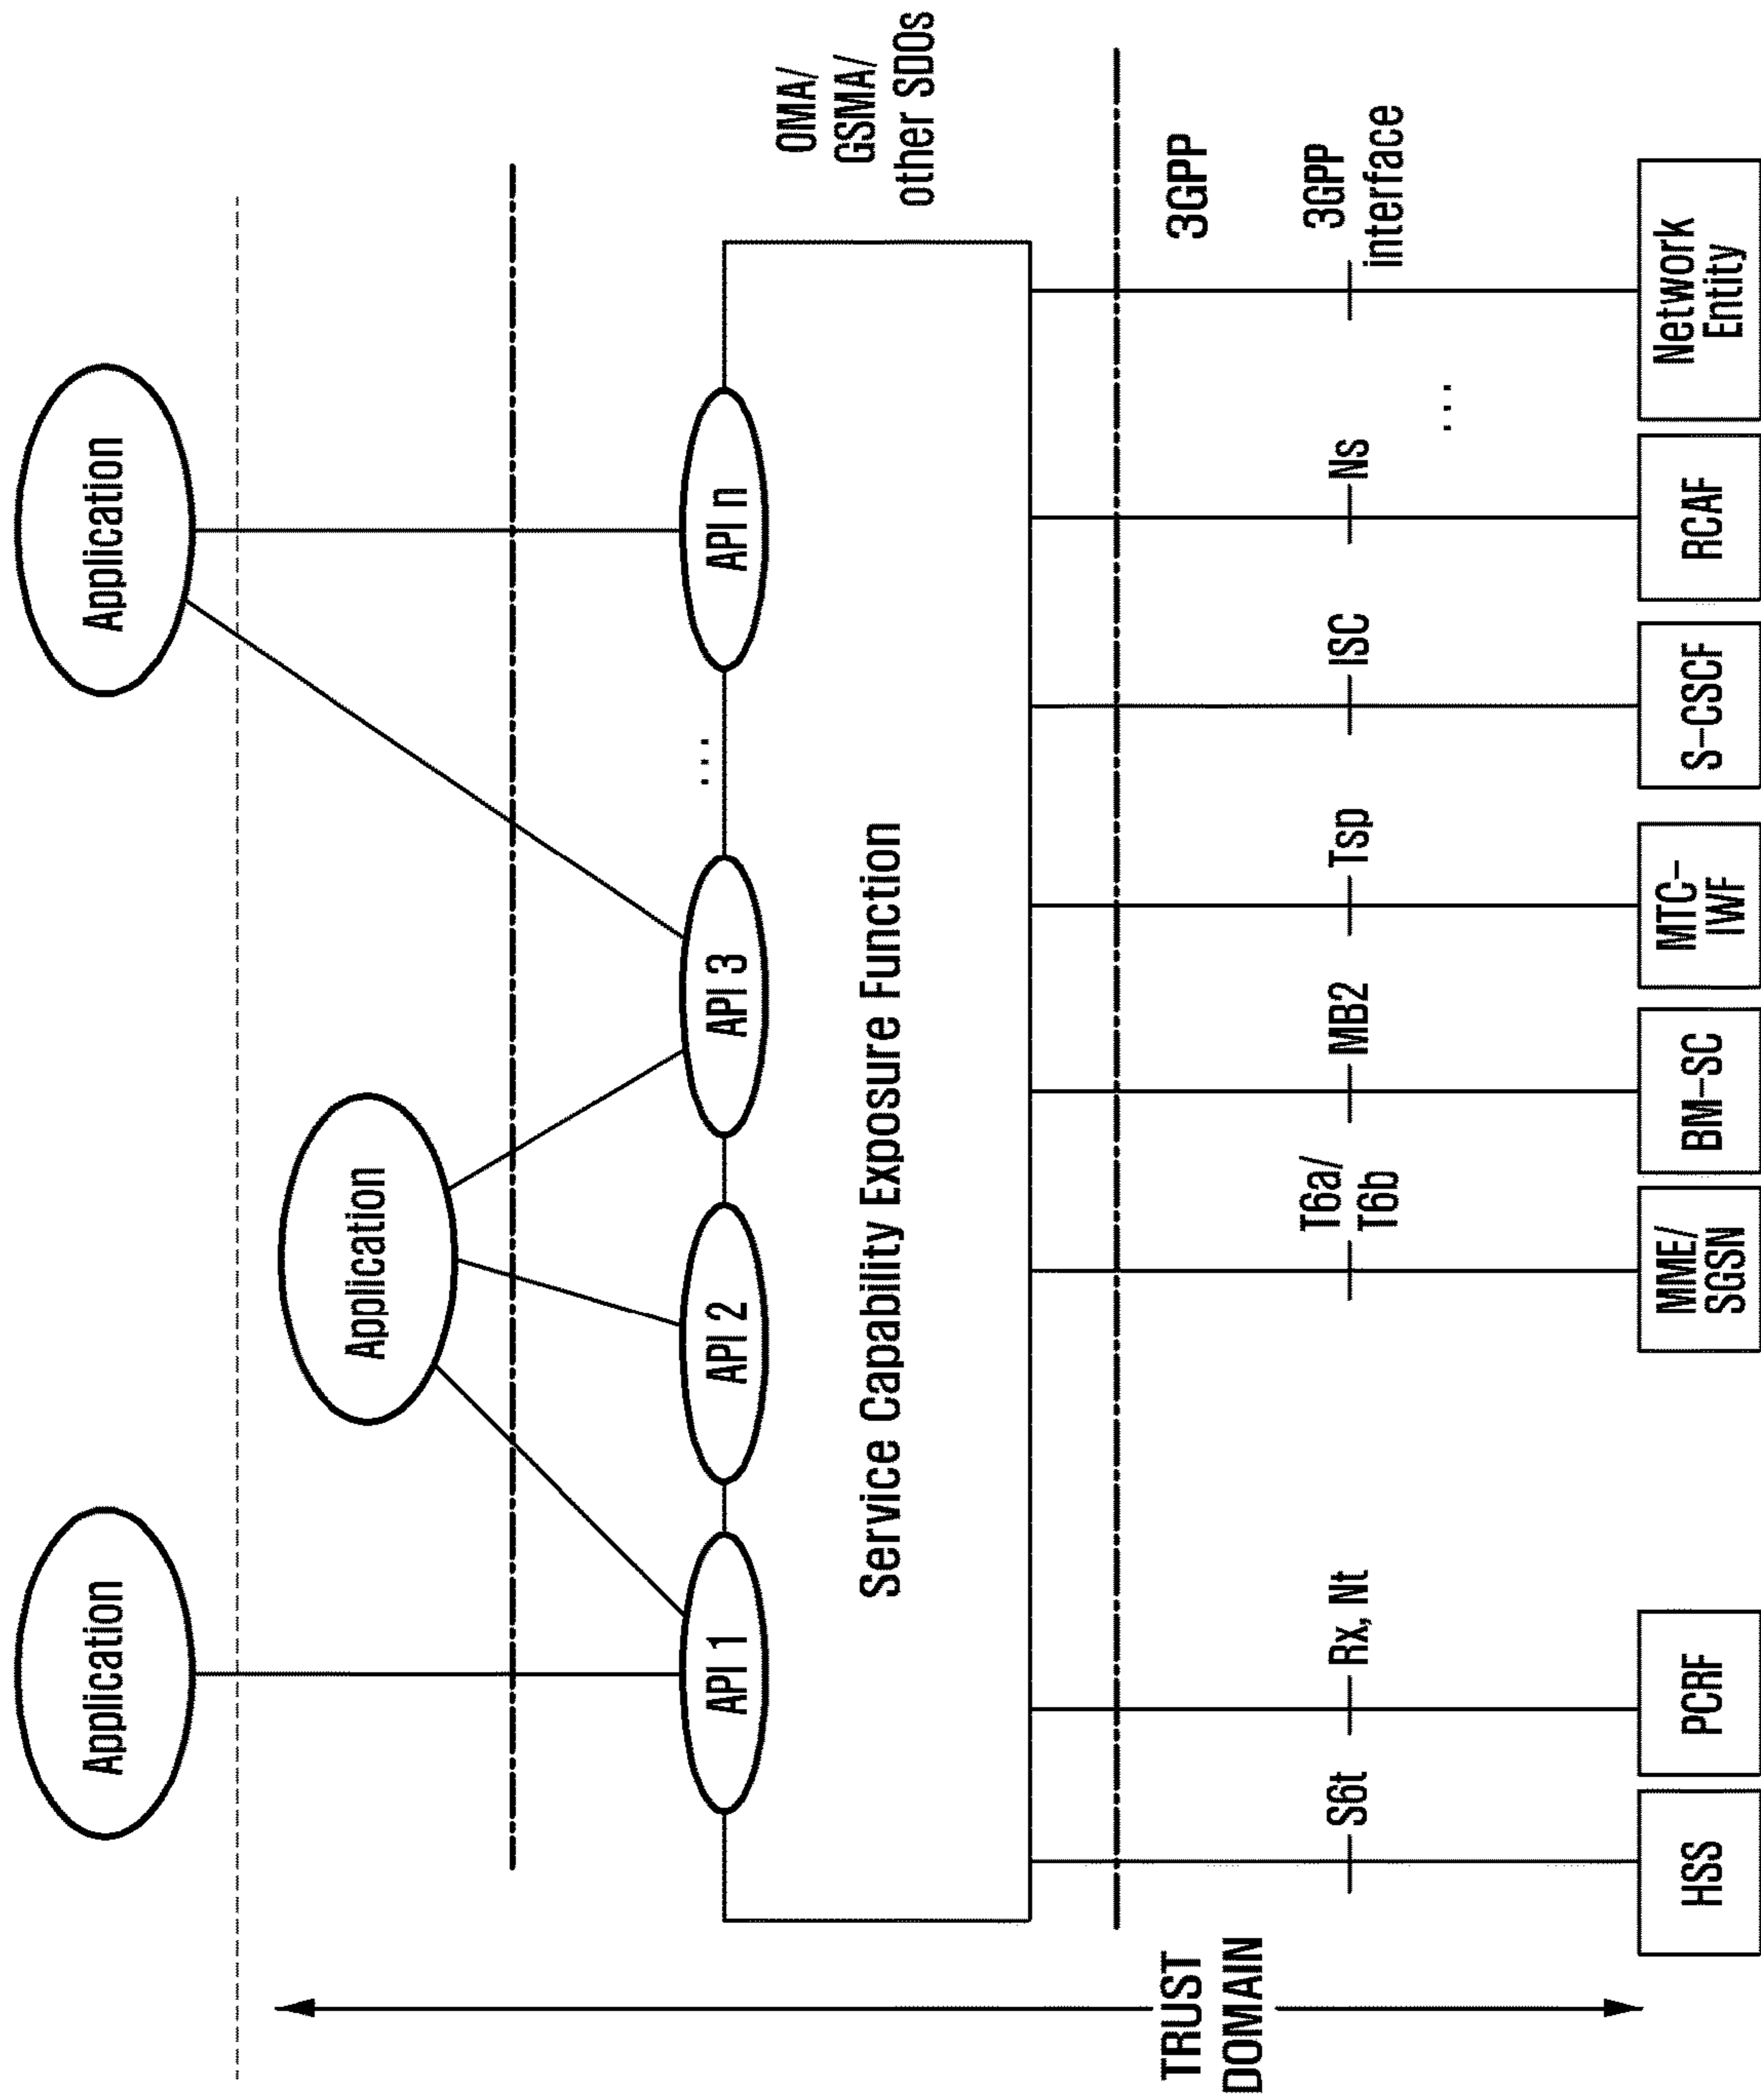 Application
Application
Application
API 1
API 2
API 3
...
API n
OMA/
GSMA/
other SDOs
Service Capability Exposure Function
TRUST
DOMAIN
3GPP
S6t
Rx, Nt
T6a/
T6b
MB2
Tsp
ISC
Ns
3GPP
interface
...
HSS
PCRF
MME/
SGSN
BM-SC
MTC-
IWF
S-CSCF
RCAF
Network
Entity